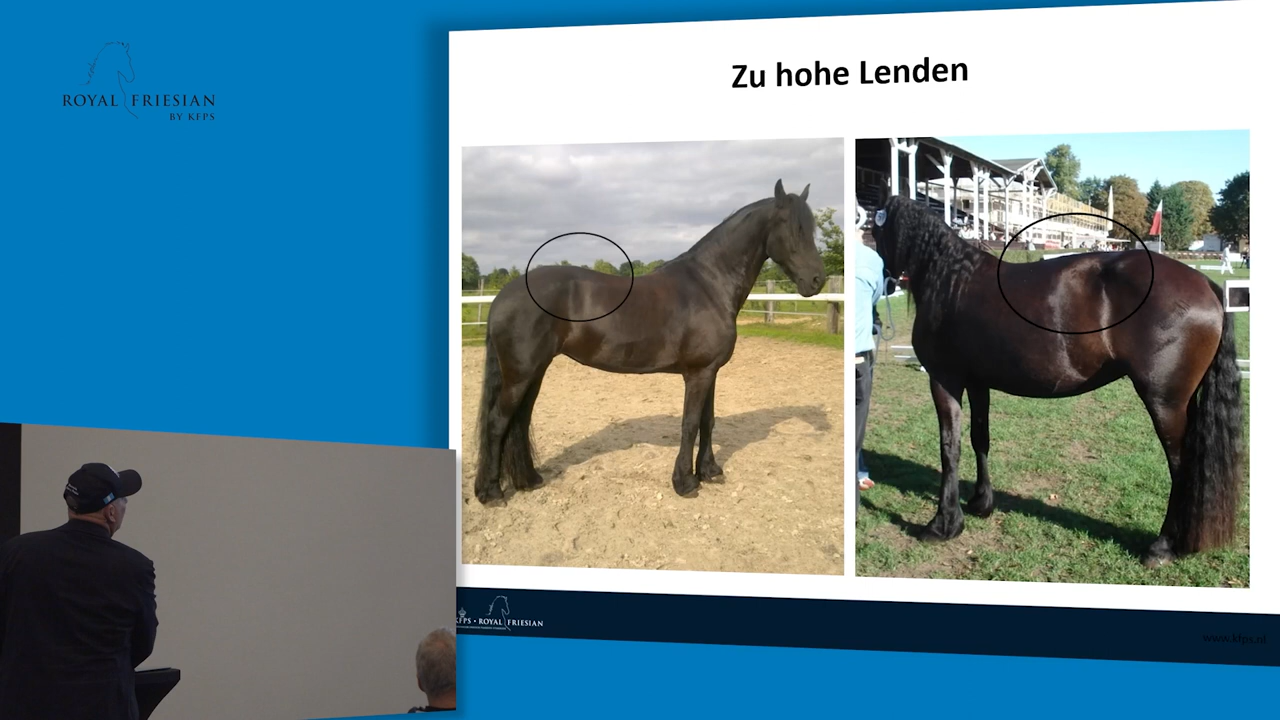 ROYAL FRIESIAN
BY KFPS
Zu hohe Lenden
KFPS • ROYAL FRIESIAN
www.kfps.nl